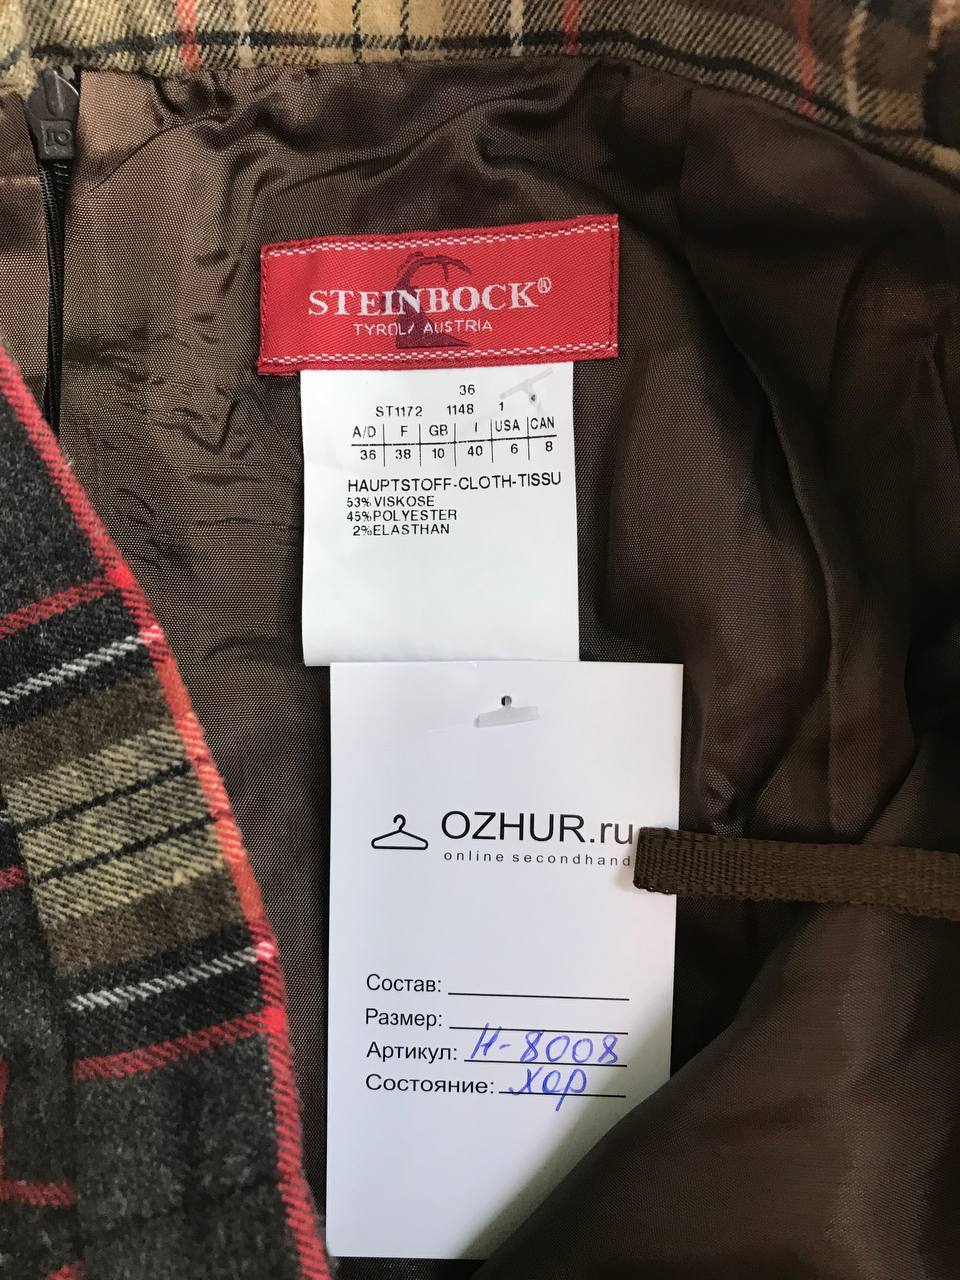 STEINBOCK®
TYROL/AUSTRIA
36
ST1172 1148 1
A/D F GB I USA CAN
36 38 10 40 6 8
HAUPTSTOFF-CLOTH-TISSU
53%VISKOSE
45%POLYESTER
2%ELASTHAN
OZHUR.ru
online secondhand
Состав:
Размер:
Артикул: Н-8008
Состояние: хор